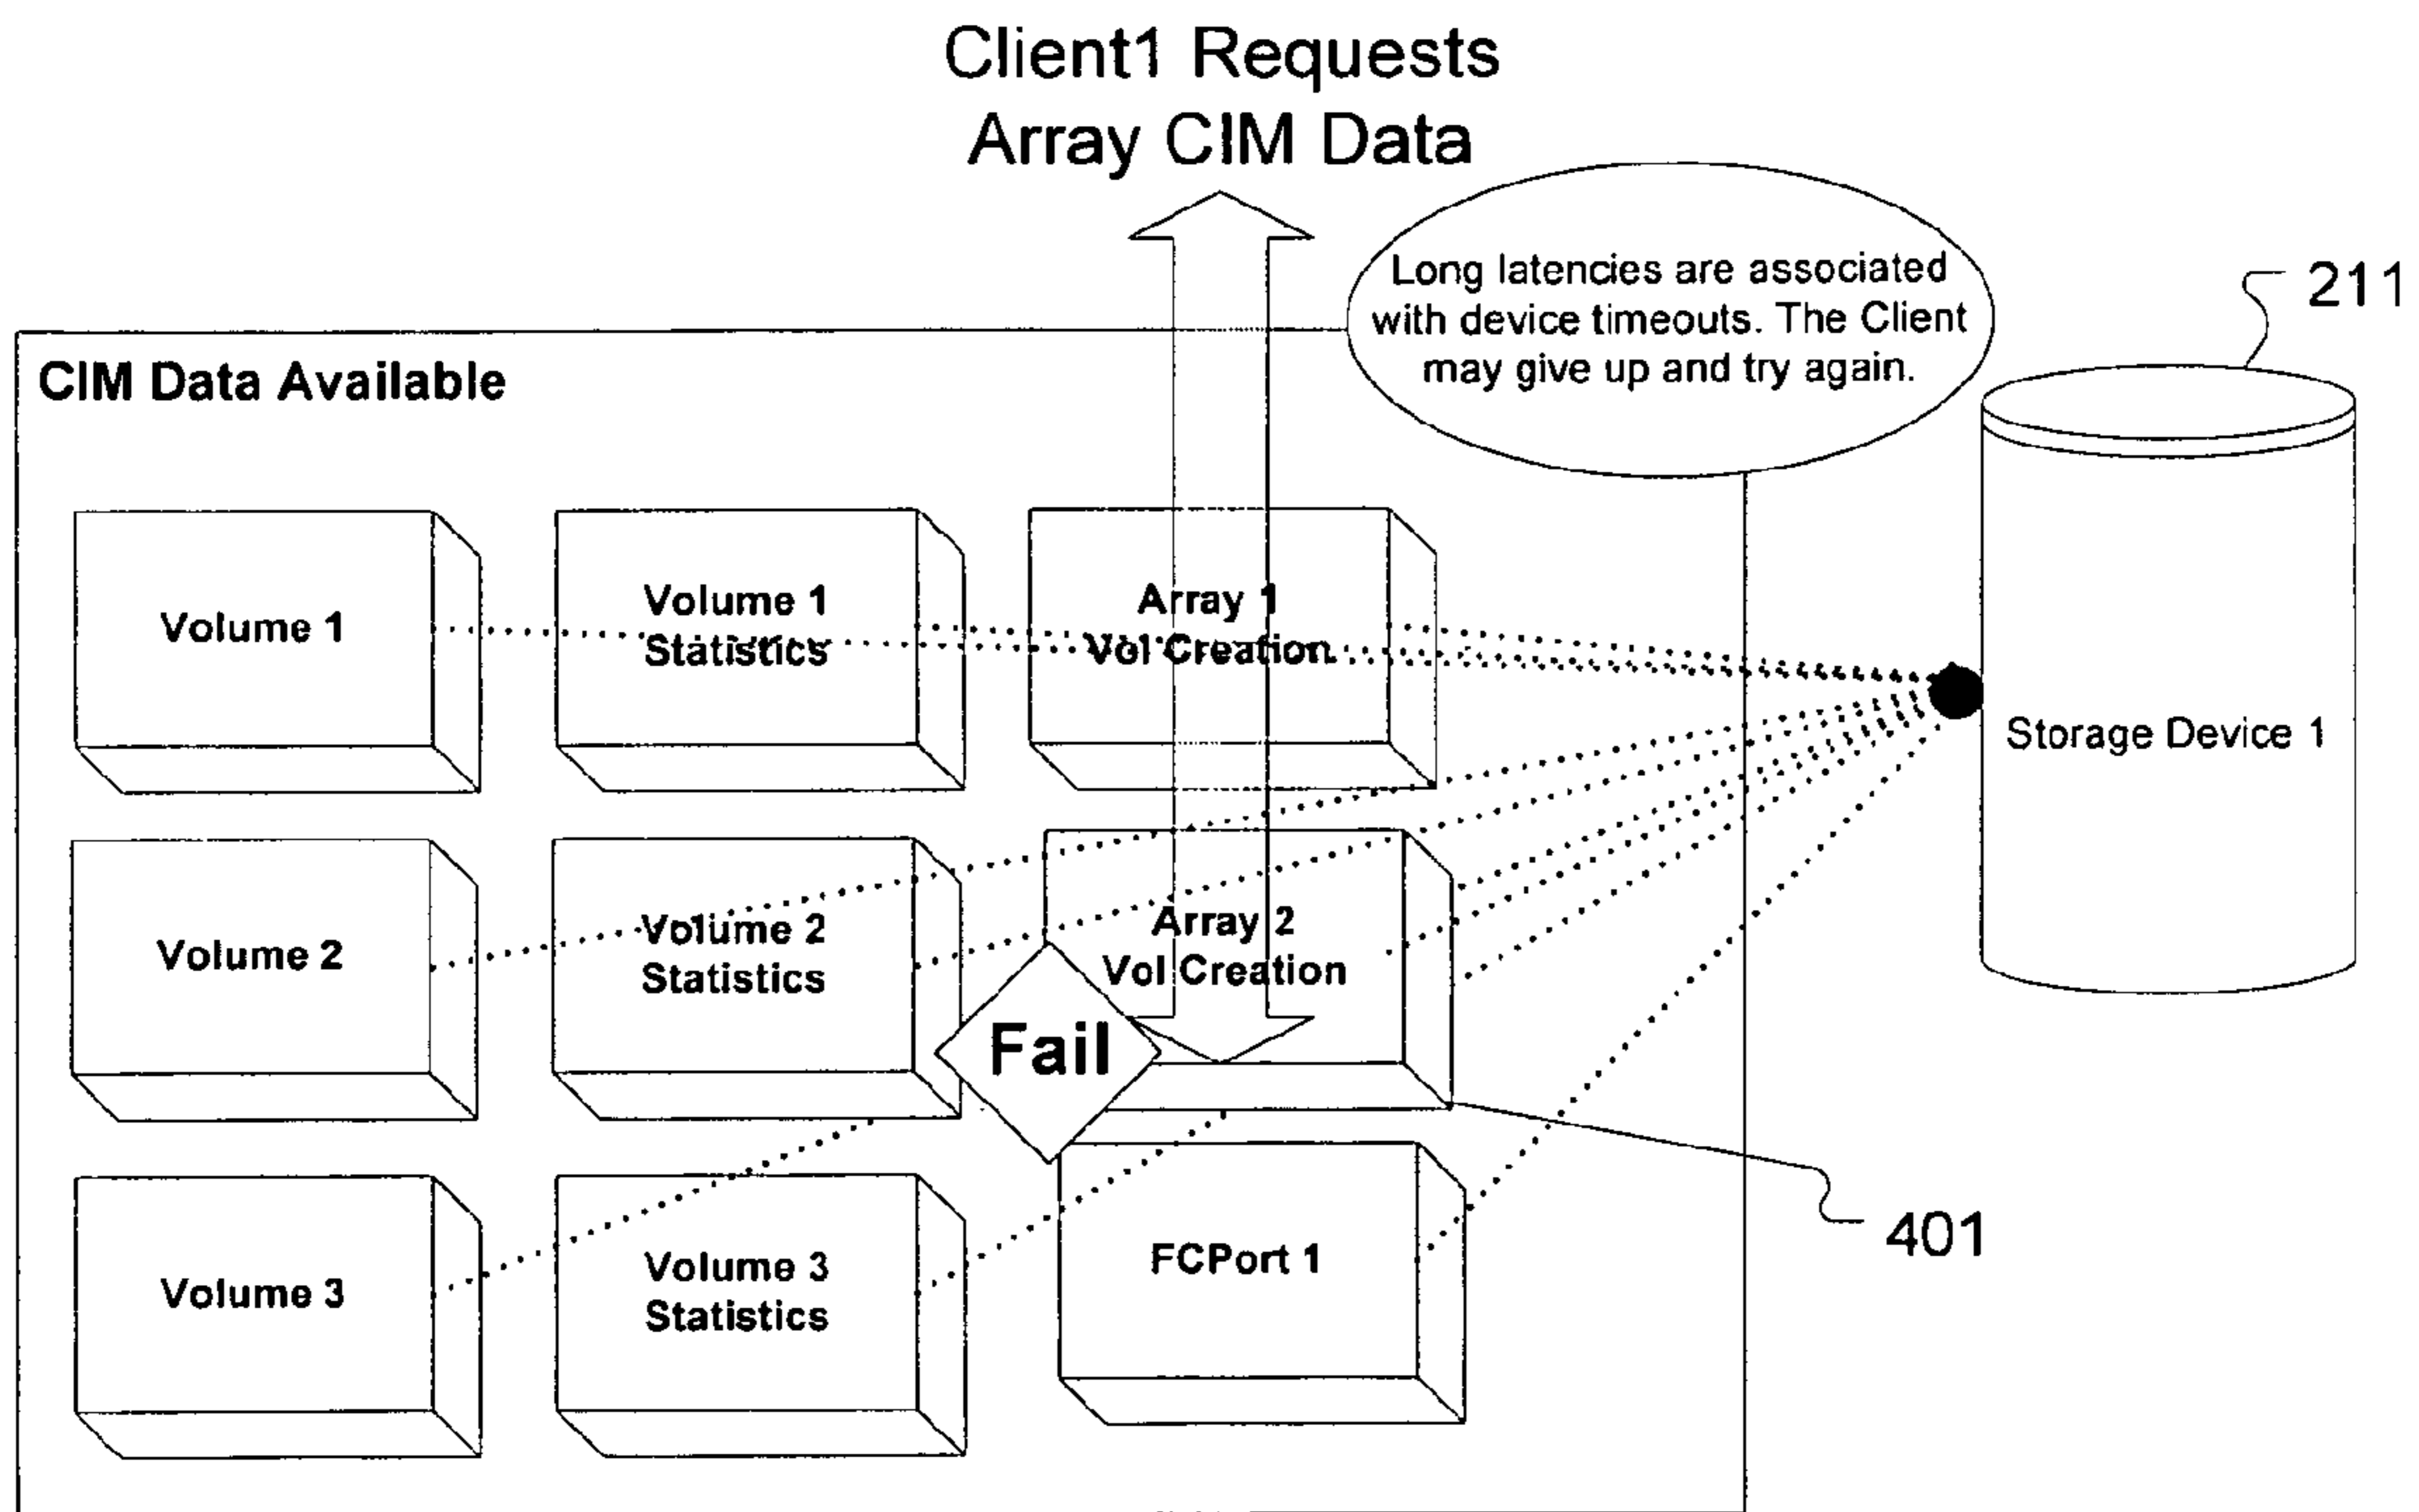 Client1 Requests
Array CIM Data
Long latencies are associated
with device timeouts. The Client
may give up and try again.
211
CIM Data Available
Volume 1
Volume 1
Statistics
Array 1
Vol Creation
Storage Device 1
Volume 2
Volume 2
Statistics
Array 2
Vol Creation
Fail
401
Volume 3
Volume 3
Statistics
FCPort 1